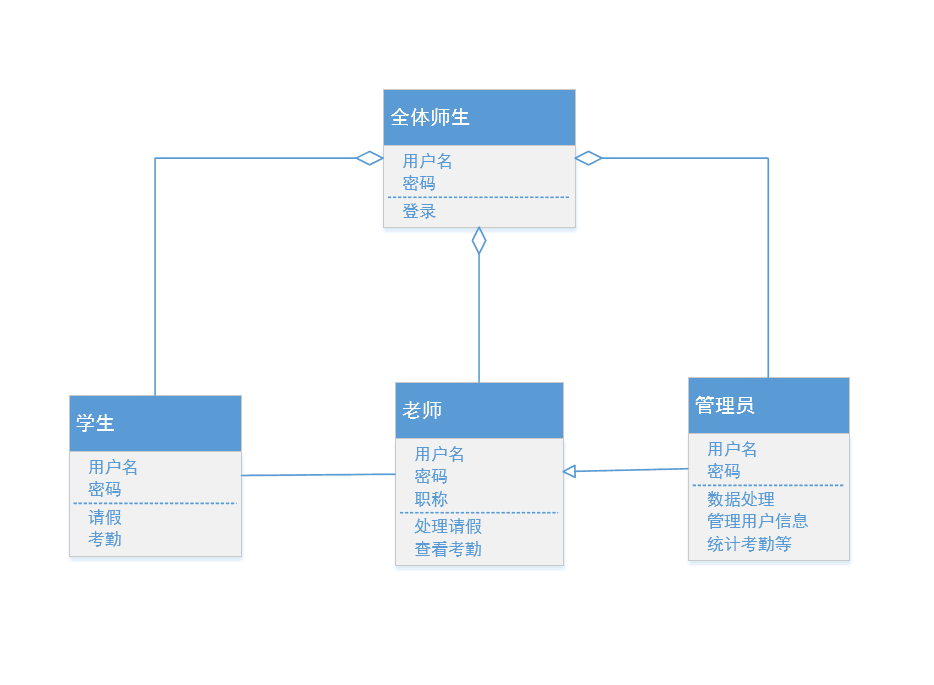 全体师生
用户名
密码
登录
学生
用户名
密码
请假
考勤
老师
用户名
密码
职称
处理请假
查看考勤
管理员
用户名
密码
数据处理
管理用户信息
统计考勤等